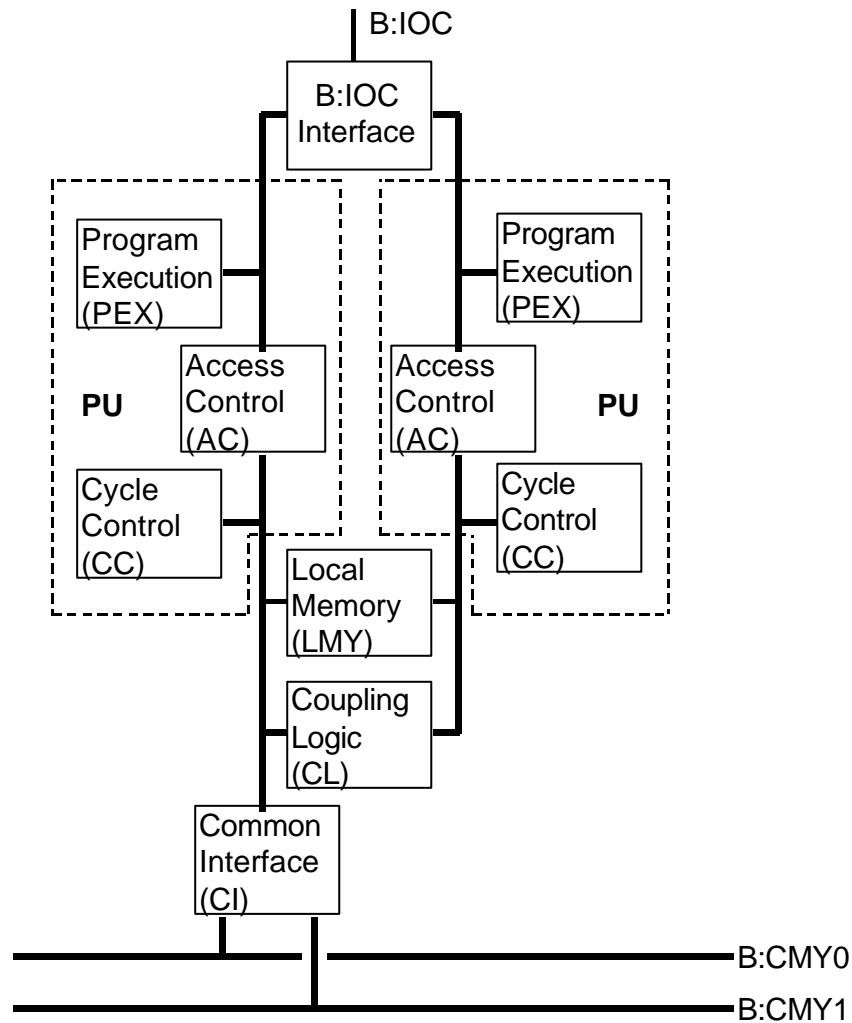 B:IOC
B:IOC
Interface
Program
Execution
(PEX)
Program
Execution
(PEX)
PU
Access
Control
(AC)
Access
Control
(AC)
PU
Cycle
Control
(CC)
Cycle
Control
(CC)
Local
Memory
(LMY)
Coupling
Logic
(CL)
Common
Interface
(CI)
B:CMY0
B:CMY1